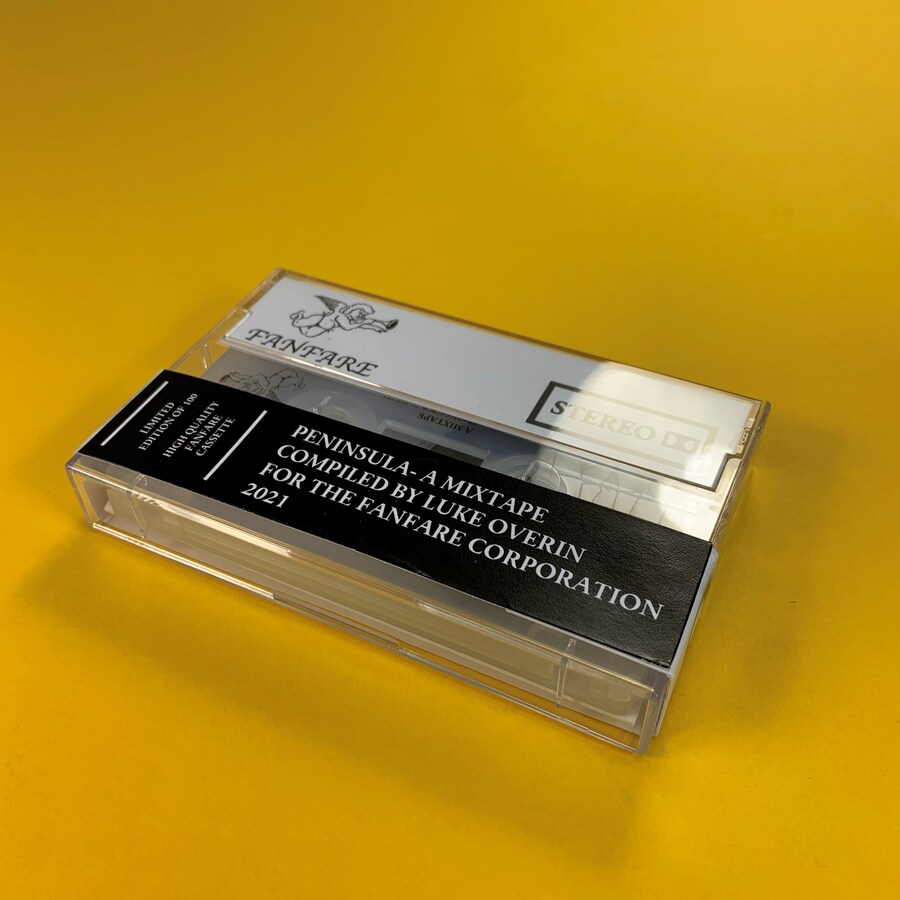 FANFARE
STEREO
A MIXTAPE
LIMITED
EDITION OF 100
HIGH QUALITY
FANFARE
CASSETTE
PENINSULA- A MIXTAPE
COMPILED BY LUKE OVERIN
FOR THE FANFARE CORPORATION
2021